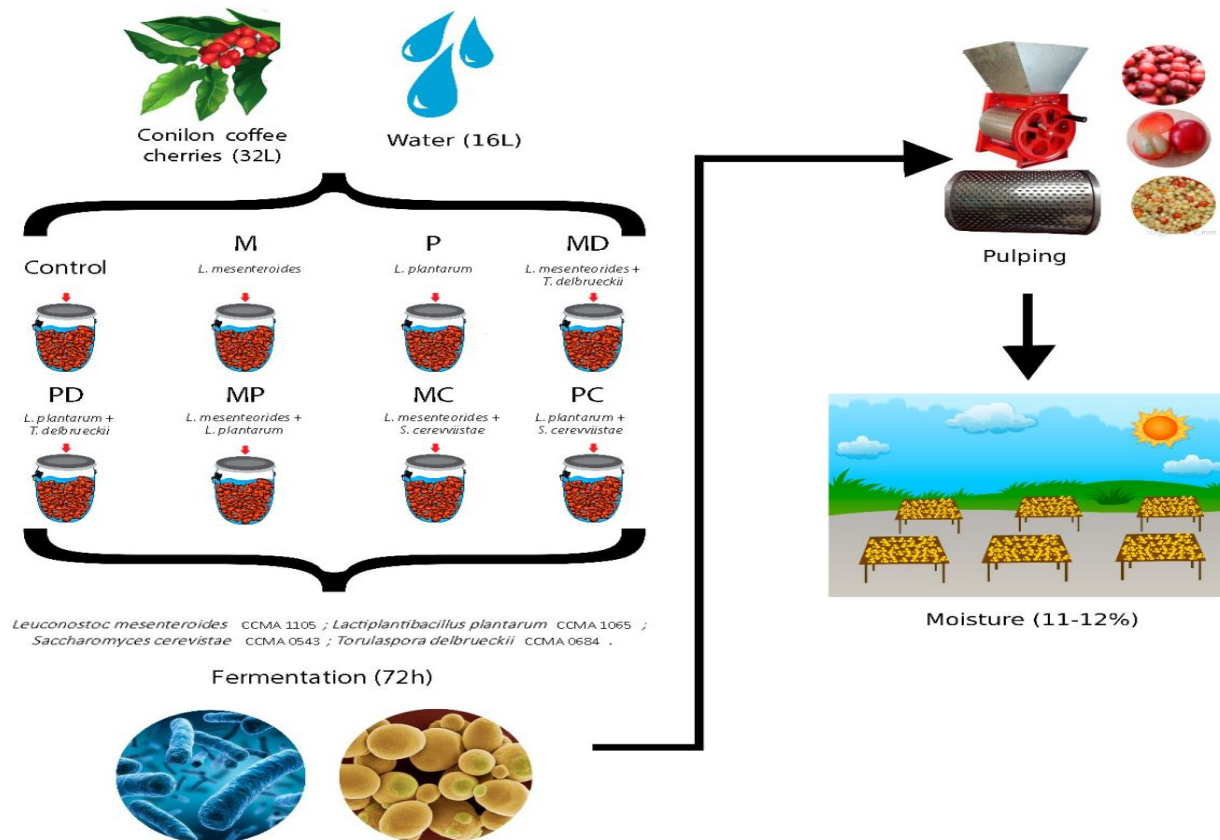 Conilon coffee
cherries (32L)
Water (16L)
Control
M
L. mesenteroides
P
L. plantarum
MD
L. mesenteorides +
T. delbrueckii
PD
L. plantarum +
T. delbrueckii
MP
L. mesenteorides +
L. plantarum
MC
L. mesenteorides +
S. cerevviistae
PC
L. plantarum +
S. cerevviistae
Leuconostoc mesenteroides CCMA 1105 ; Lactiplantibacillus plantarum CCMA 1065 ;
Saccharomyces cerevistae CCMA 0543 ; Torulaspora delbrueckii CCMA 0684 .
Fermentation (72h)
Pulping
Moisture (11-12%)